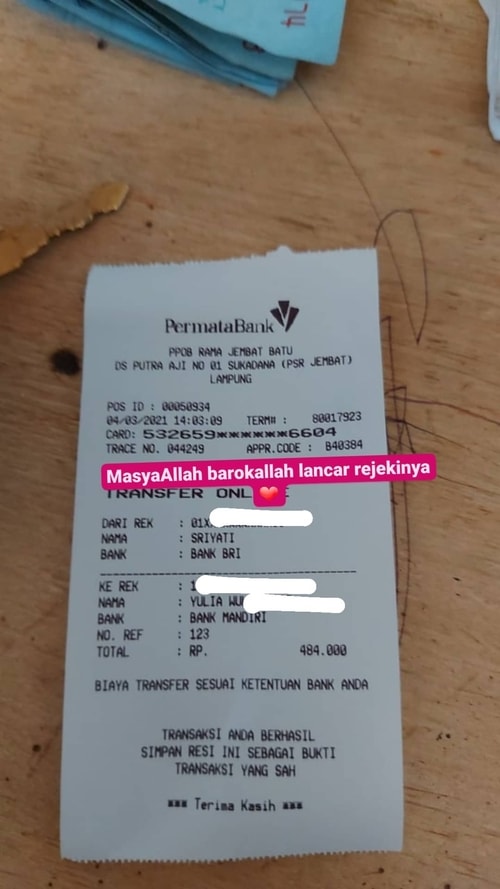 PermataBank
PPOB RAMA JEMBAT BATU
DS PUTRA AJI NO 01 SUKADANA (PSR JEMBAT)
LAMPUNG
POS ID : 00050934
04/03/2021 14:03:09 TERM# : 80017923
CARD: 532659******6604
TRACE NO. 044249 APPR.CODE : B40384
MasyaAllah barokallah lancar rejekinya
TRANSFER
DARI REK :
NAMA : SRIYATI
BANK : BANK BRI
KE REK : 1
NAMA : YULIA
BANK : BANK MANDIRI
NO. REF : 123
TOTAL : RP. 484.000
BIAYA TRANSFER SESUAI KETENTUAN BANK ANDA
TRANSAKSI ANDA BERHASIL
SIMPAN RESI INI SEBAGAI BUKTI
TRANSAKSI YANG SAH
*** Terima Kasih ***